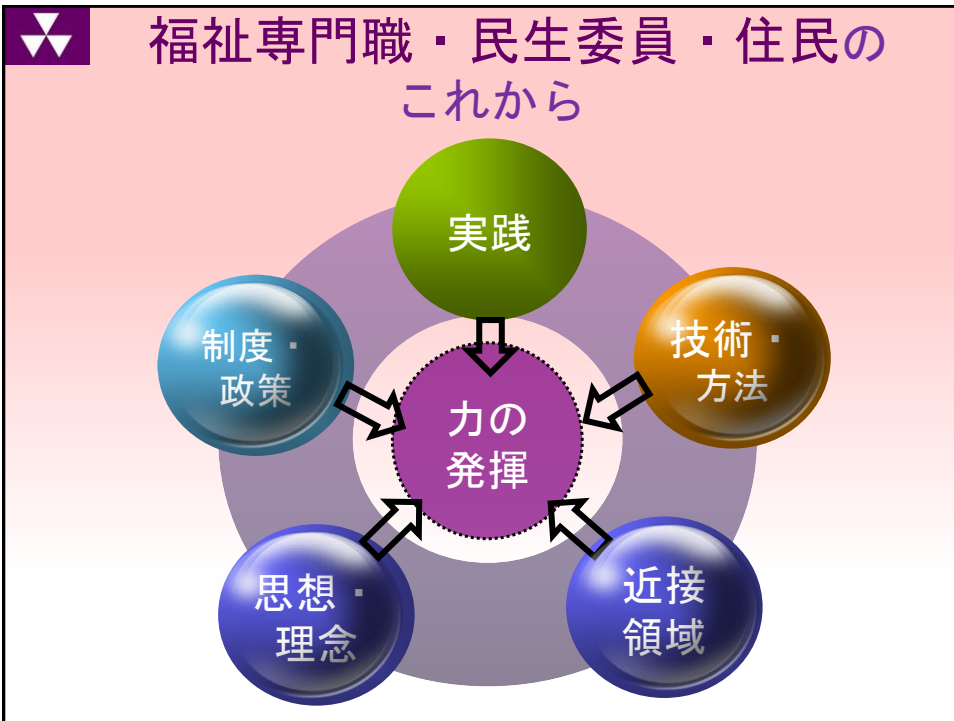 福祉専門職・民生委員・住民の
これから
実践
制度・
政策
技術・
方法
力の
発揮
思想・
理念
近接
領域